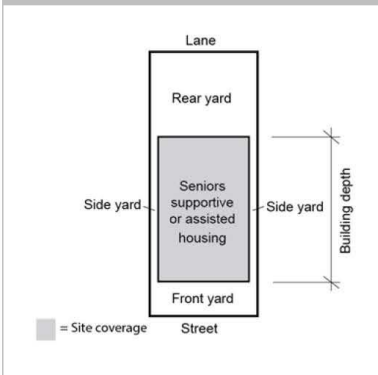 Lane
Rear yard
Seniors
supportive
or assisted
housing
Side yard
Side yard
Building depth
Front yard
= Site coverage
Street